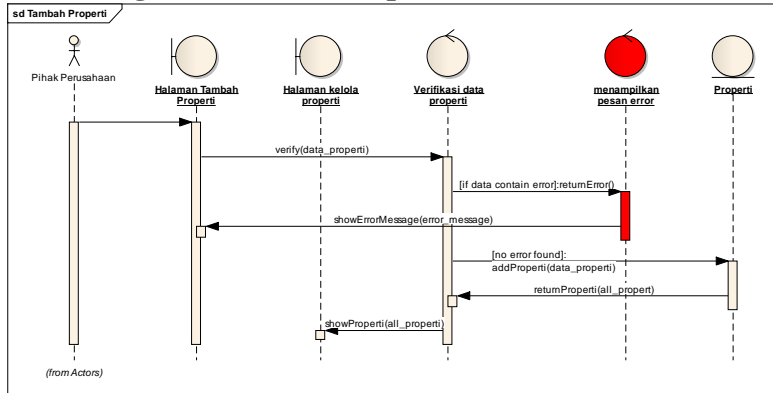 sd Tambah Properti
Pihak Perusahaan
Halaman Tambah
Properti
Halaman kelola
properti
Verifikasi data
properti
menampilkan
pesan error
Properti
verify(data_properti)
[if data contain error]:returnError()
showErrorMessage(error_message)
[no error found]:
addProperti(data_properti)
returnProperti(all_propert)
showProperti(all_properti)
(from Actors)